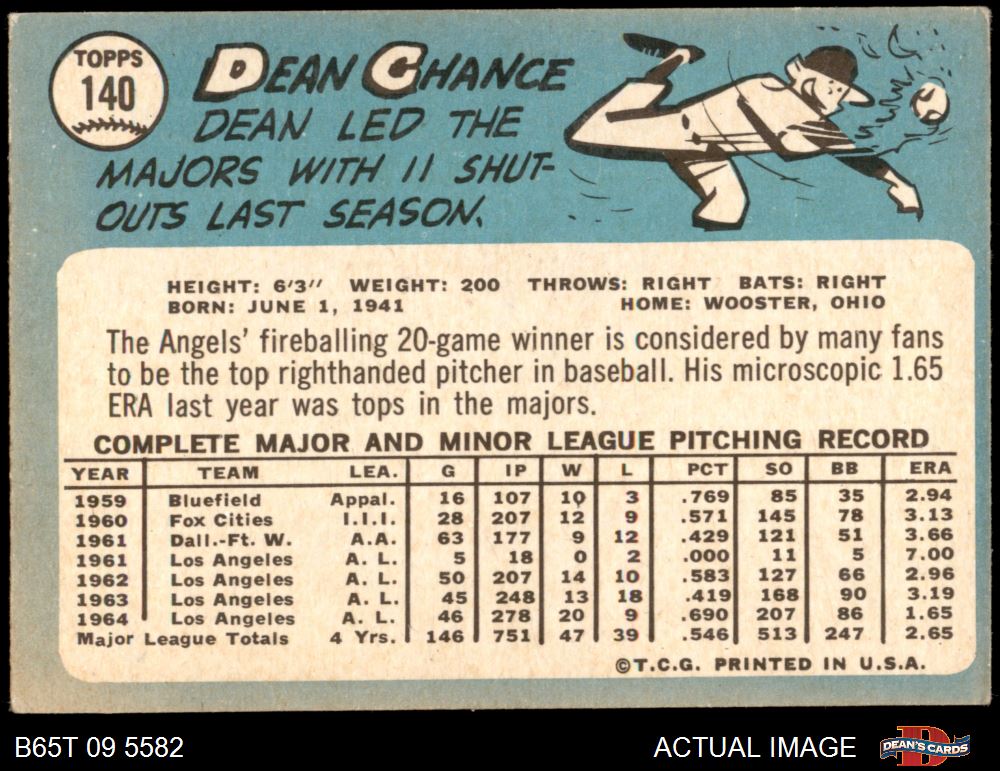 TOPPS
140
DEAN CHANCE
DEAN LED THE
MAJORS WITH 11 SHUT-
OUTS LAST SEASON.
HEIGHT: 6'3" WEIGHT: 200 THROWS: RIGHT BATS: RIGHT
BORN: JUNE 1, 1941 HOME: WOOSTER, OHIO
The Angels' fireballing 20-game winner is considered by many fans
to be the top righthanded pitcher in baseball. His microscopic 1.65
ERA last year was tops in the majors.
COMPLETE MAJOR AND MINOR LEAGUE PITCHING RECORD
YEAR TEAM LEA. G IP W L PCT SO BB ERA
1959 Bluefield Appal. 16 107 10 3 .769 85 35 2.94
1960 Fox Cities I.I.I. 28 207 12 9 .571 145 78 3.13
1961 Dall.-Ft. W. A.A. 63 177 9 12 .429 121 51 3.66
1961 Los Angeles A. L. 5 18 0 2 .000 11 5 7.00
1962 Los Angeles A. L. 50 207 14 10 .583 127 66 2.96
1963 Los Angeles A. L. 45 248 13 18 .419 168 90 3.19
1964 Los Angeles A. L. 46 278 20 9 .690 207 86 1.65
Major League Totals 4 Yrs. 146 751 47 39 .546 513 247 2.65
©T.C.G. PRINTED IN U.S.A.
B65T 09 5582 ACTUAL IMAGE DEAN'S CARDS